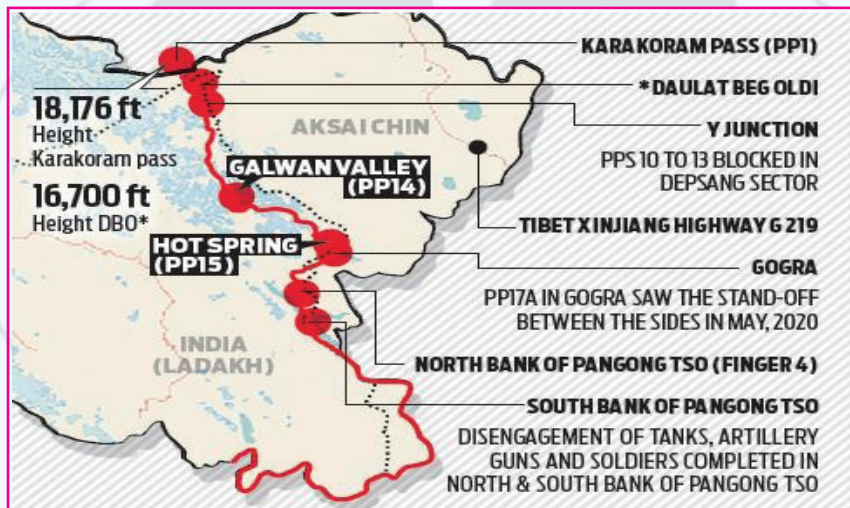 KARAKORAM PASS (PP1)
*DAULAT BEG OLDI
18,176 ft
Height
Karakoram pass
16,700 ft
Height DBO*
AKSAI CHIN
Y JUNCTION
PPS 10 TO 13 BLOCKED IN
DEPSANG SECTOR
GALWAN VALLEY
(PP14)
TIBET XINJIANG HIGHWAY G 219
HOT SPRING
(PP15)
GOGRA
PP17A IN GOGRA SAW THE STAND-OFF
BETWEEN THE SIDES IN MAY, 2020
INDIA
(LADAKH)
NORTH BANK OF PANGONG TSO (FINGER 4)
SOUTH BANK OF PANGONG TSO
DISENGAGEMENT OF TANKS, ARTILLERY
GUNS AND SOLDIERS COMPLETED IN
NORTH & SOUTH BANK OF PANGONG TSO